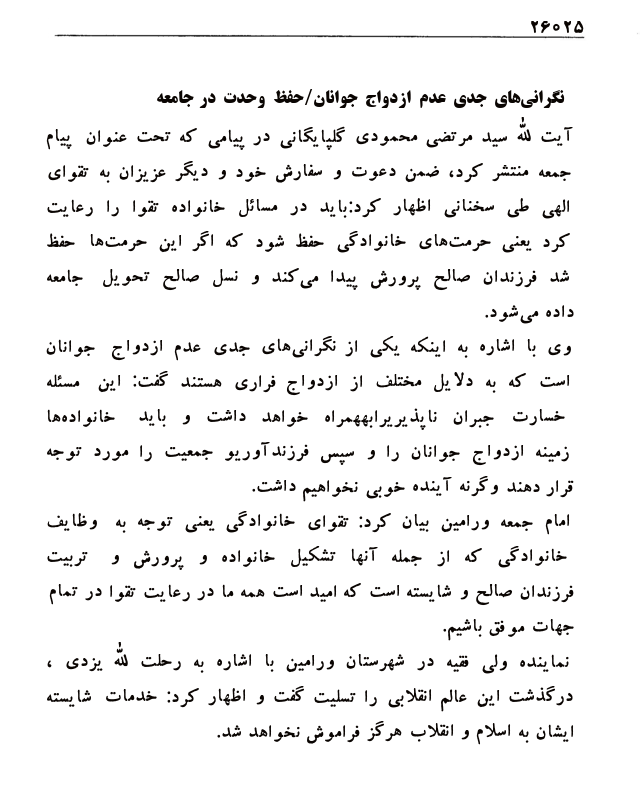 ۲۶۰۲۵
نگرانی‌های جدی عدم ازدواج جوانان/حفظ وحدت در جامعه
آیت لله سید مرتضی محمودی گلپایگانی در پیامی که تحت عنوان پیام
جمعه منتشر کرد، ضمن دعوت و سفارش خود و دیگر عزیزان به تقوای
الهی طی سخنانی اظهار کرد:باید در مسائل خانواده تقوا را رعایت
کرد یعنی حرمت‌های خانوادگی حفظ شود که اگر این حرمت‌ها حفظ
شد فرزندان صالح پرورش پیدا می‌کند و نسل صالح تحویل جامعه
داده می‌شود.
وی با اشاره به اینکه یکی از نگرانی‌های جدی عدم ازدواج جوانان
است که به دلایل مختلف از ازدواج فراری هستند گفت: این مسئله
خسارت جبران ناپذیریرابههمراه خواهد داشت و باید خانواده‌ها
زمینه ازدواج جوانان را و سپس فرزندآوریو جمعیت را مورد توجه
قرار دهند وگرنه آینده خوبی نخواهیم داشت.
امام جمعه ورامین بیان کرد: تقوای خانوادگی یعنی توجه به وظایف
خانوادگی که از جمله آنها تشکیل خانواده و پرورش و تربیت
فرزندان صالح و شایسته است که امید است همه ما در رعایت تقوا در تمام
جهات موفق باشیم.
نماینده ولی فقیه در شهرستان ورامین با اشاره به رحلت لله یزدی ،
درگذشت این عالم انقلابی را تسلیت گفت و اظهار کرد: خدمات شایسته
ایشان به اسلام و انقلاب هرگز فراموش نخواهد شد.